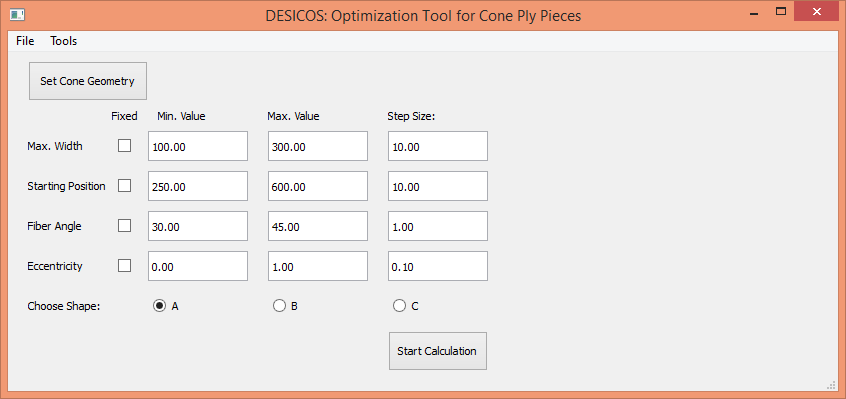 DESICOS: Optimization Tool for Cone Ply Pieces
File Tools
Set Cone Geometry
Fixed Min. Value Max. Value Step Size:
Max. Width 100.00 300.00 10.00
Starting Position 250.00 600.00 10.00
Fiber Angle 30.00 45.00 1.00
Eccentricity 0.00 1.00 0.10
Choose Shape: A B C
Start Calculation